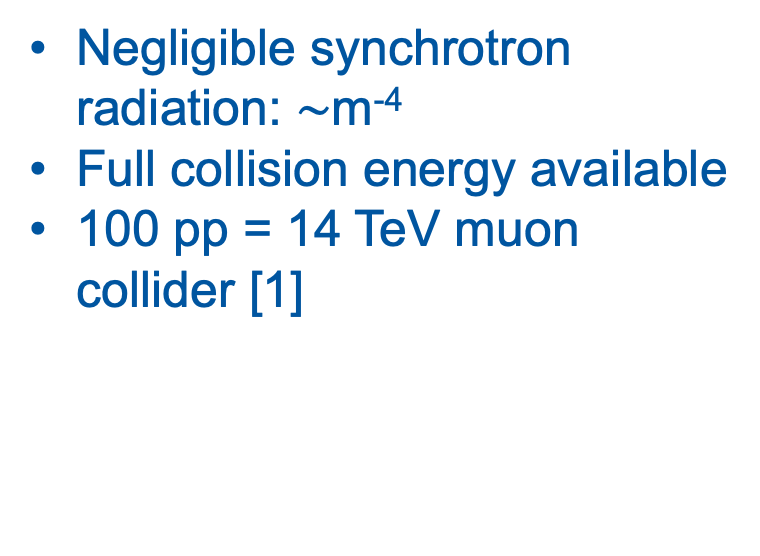 • Negligible synchrotron
radiation: ~m⁻⁴
• Full collision energy available
• 100 pp = 14 TeV muon
collider [1]